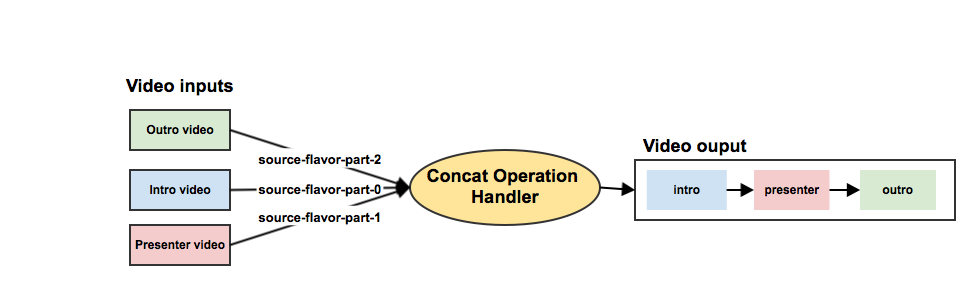 Video inputs
Outro video
source-flavor-part-2
Intro video
source-flavor-part-0
source-flavor-part-1
Presenter video
Concat Operation
Handler
Video ouput
intro
presenter
outro